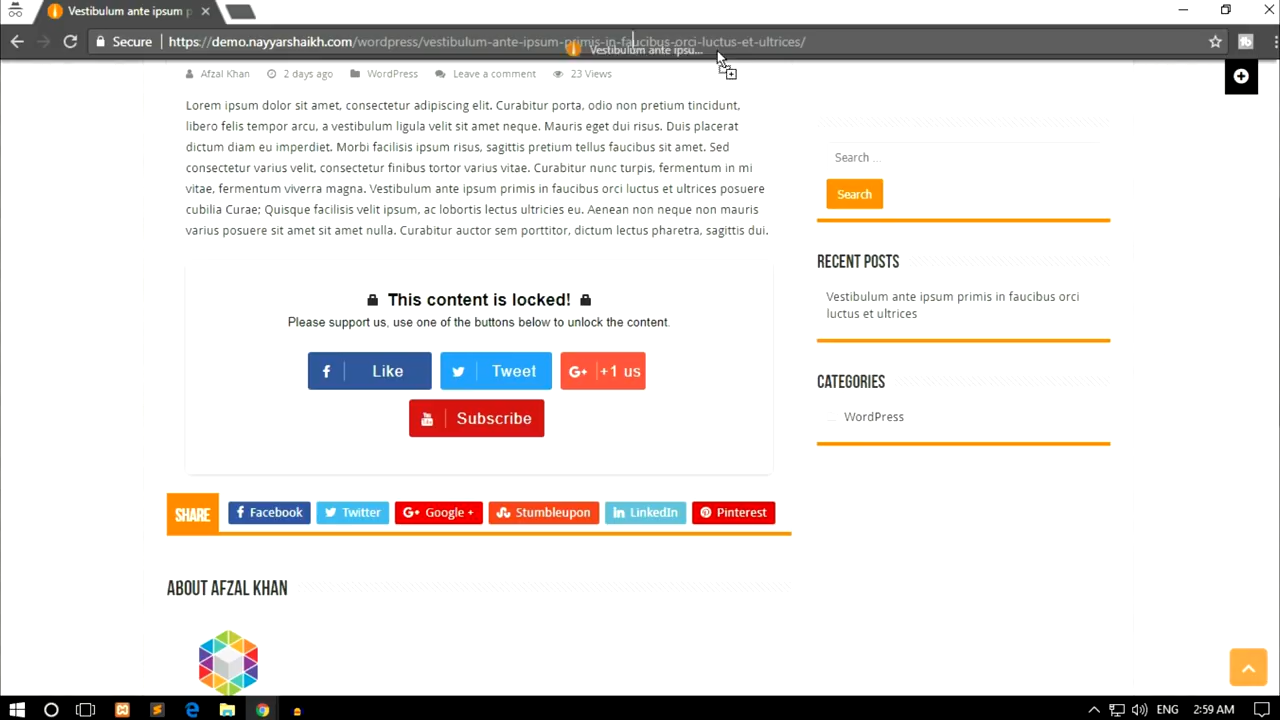 Vestibulum ante ipsum p
Secure https://demo.nayyarshaikh.com/wordpress/vestibulum-ante-ipsum-primis-in-faucibus-orci-luctus-et-ultrices/
Vestibulum ante ipsu...
Afzal Khan 2 days ago WordPress Leave a comment 23 Views
Lorem ipsum dolor sit amet, consectetur adipiscing elit. Curabitur porta, odio non pretium tincidunt,
libero felis tempor arcu, a vestibulum ligula velit sit amet neque. Mauris eget dui risus. Duis placerat
dictum diam eu imperdiet. Morbi facilisis ipsum risus, sagittis pretium tellus faucibus sit amet. Sed
consectetur varius velit, consectetur finibus tortor varius vitae. Curabitur nunc turpis, fermentum in mi
vitae, fermentum viverra magna. Vestibulum ante ipsum primis in faucibus orci luctus et ultrices posuere
cubilia Curae; Quisque facilisis velit ipsum, ac lobortis lectus ultricies eu. Aenean non neque non mauris
varius posuere sit amet sit amet nulla. Curabitur auctor sem porttitor, dictum lectus pharetra, sagittis dui.
This content is locked!
Please support us, use one of the buttons below to unlock the content.
Like
Tweet
G+ +1 us
Subscribe
SHARE
Facebook
Twitter
G+ Google +
Stumbleupon
LinkedIn
Pinterest
ABOUT AFZAL KHAN
Search ...
Search
RECENT POSTS
Vestibulum ante ipsum primis in faucibus orci
luctus et ultrices
CATEGORIES
WordPress
ENG 2:59 AM